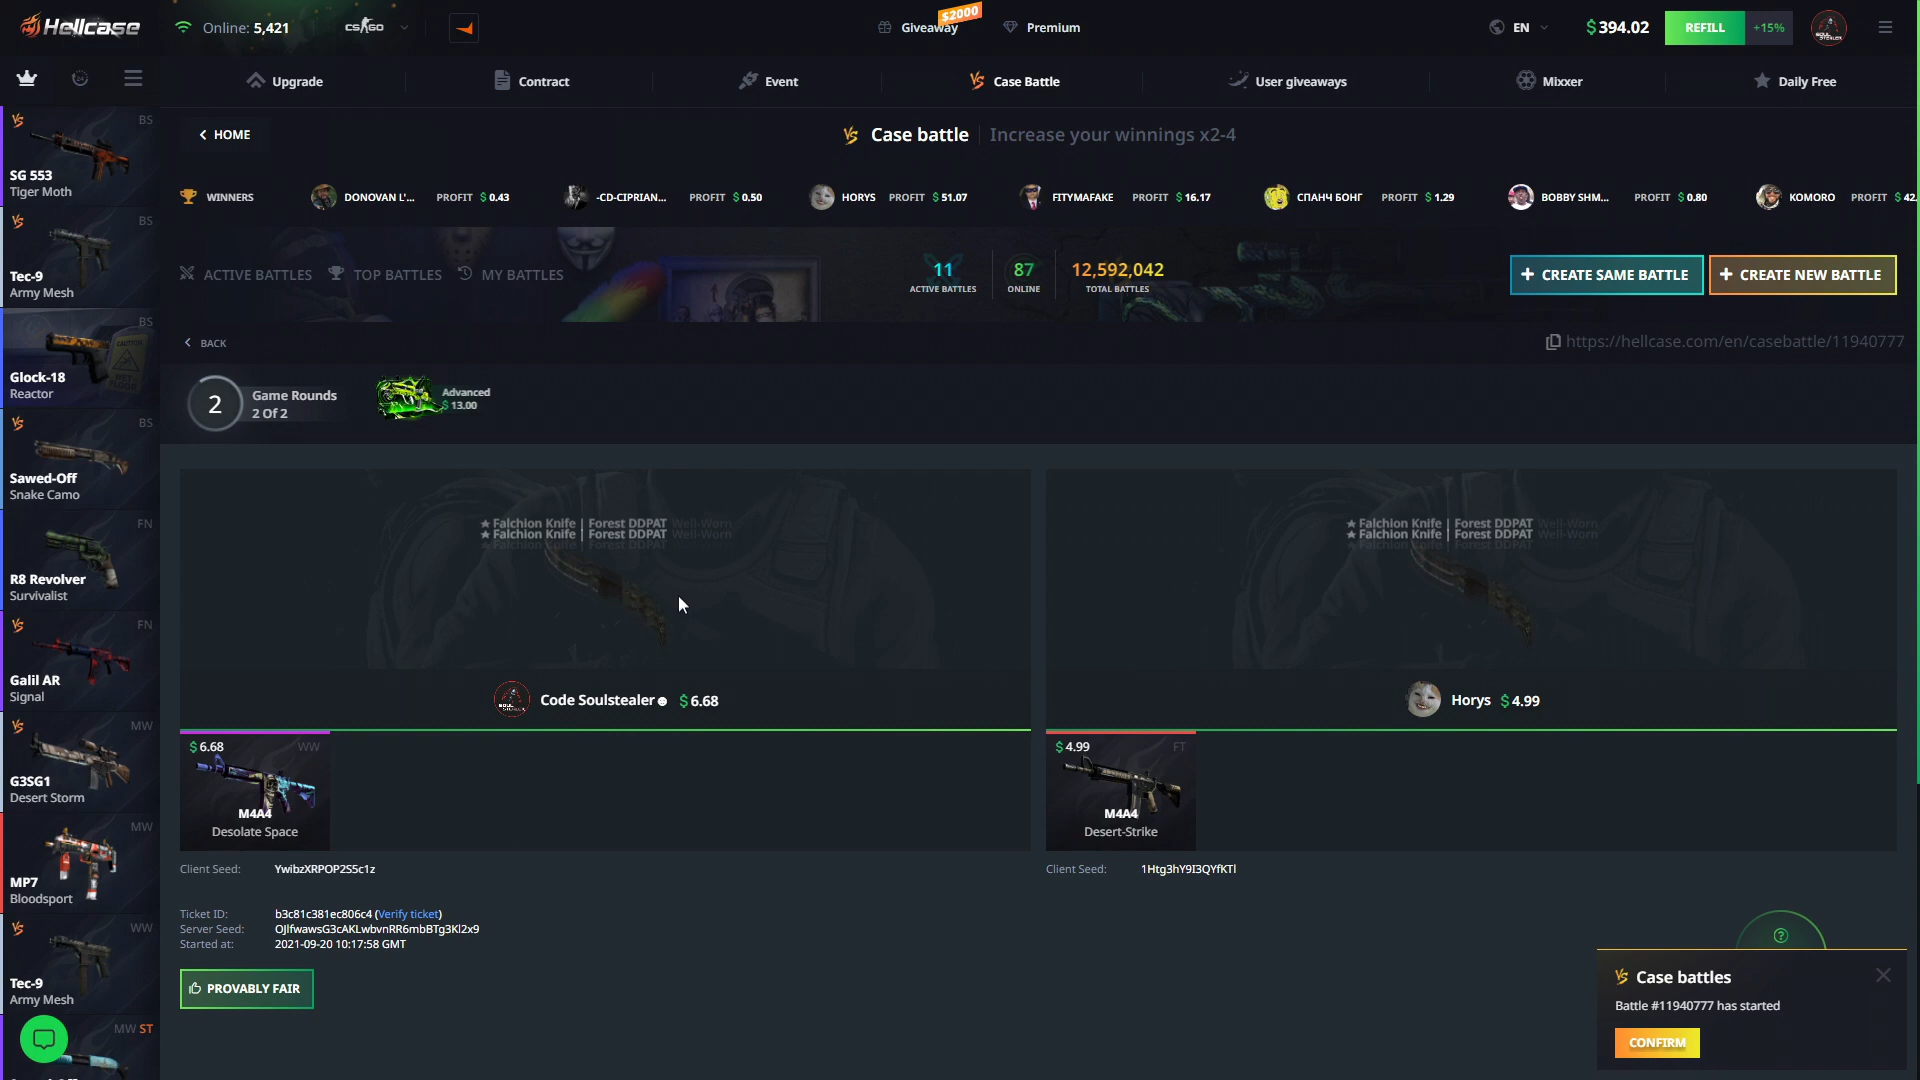 Hellcase
Online: 5,421
CS:GO
Giveaway
$2000
Premium
EN
$394.02
REFILL
+15%
Upgrade
Contract
Event
Case Battle
User giveaways
Mixxer
Daily Free
HOME
Case battle
Increase your winnings x2-4
WINNERS
DONOVAN L'... PROFIT $0.43
-CD-CIPRIAN... PROFIT $0.50
HORYS PROFIT $51.07
FITYMAFAKE PROFIT $16.17
СПАНЧ БОНГ PROFIT $1.29
BOBBY SHM... PROFIT $0.80
KOMORO PROFIT $42.
ACTIVE BATTLES
TOP BATTLES
MY BATTLES
11
ACTIVE BATTLES
87
ONLINE
12,592,042
TOTAL BATTLES
+ CREATE SAME BATTLE
+ CREATE NEW BATTLE
BACK
https://hellcase.com/en/casebattle/11940777
2
Game Rounds
2 Of 2
Advanced
$13.00
★ Falchion Knife | Forest DDPAT Well-Worn
★ Falchion Knife | Forest DDPAT Well-Worn
Code Soulstealer $6.68
$6.68 WW
M4A4
Desolate Space
Client Seed: YwibzXRPOP2S5c1z
★ Falchion Knife | Forest DDPAT Well-Worn
★ Falchion Knife | Forest DDPAT Well-Worn
Horys $4.99
$4.99 FT
M4A4
Desert-Strike
Client Seed: 1Htg3hY9I3QYfKTl
Ticket ID: b3c81c381ec806c4 (Verify ticket)
Server Seed: OJlfwawsG3cAKLwbvnRR6mbBTg3Kl2x9
Started at: 2021-09-20 10:17:58 GMT
PROVABLY FAIR
BS
SG 553
Tiger Moth
BS
Tec-9
Army Mesh
BS
Glock-18
Reactor
BS
Sawed-Off
Snake Camo
FN
R8 Revolver
Survivalist
FN
Galil AR
Signal
MW
G3SG1
Desert Storm
MW
MP7
Bloodsport
WW
Tec-9
Army Mesh
MW ST
Case battles
Battle #11940777 has started
CONFIRM